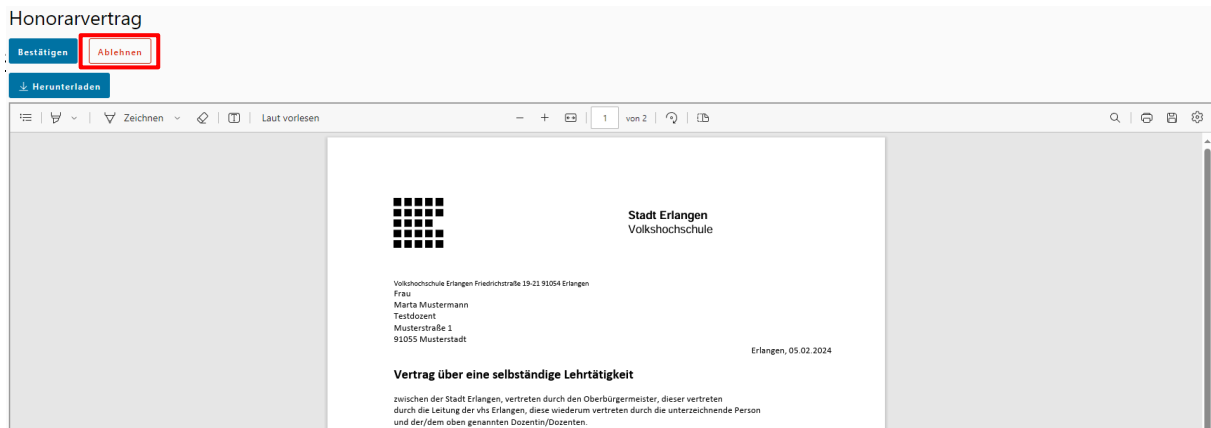 Honorarvertrag
Bestätigen Ablehnen
Herunterladen
Zeichnen Laut vorlesen 1 von 2
Stadt Erlangen
Volkshochschule
Volkshochschule Erlangen Friedrichstraße 19-21 91054 Erlangen
Frau
Marta Mustermann
Testdozent
Musterstraße 1
91055 Musterstadt
Erlangen, 05.02.2024
Vertrag über eine selbständige Lehrtätigkeit
zwischen der Stadt Erlangen, vertreten durch den Oberbürgermeister, dieser vertreten
durch die Leitung der vhs Erlangen, diese wiederum vertreten durch die unterzeichnende Person
und der/dem oben genannten Dozentin/Dozenten.